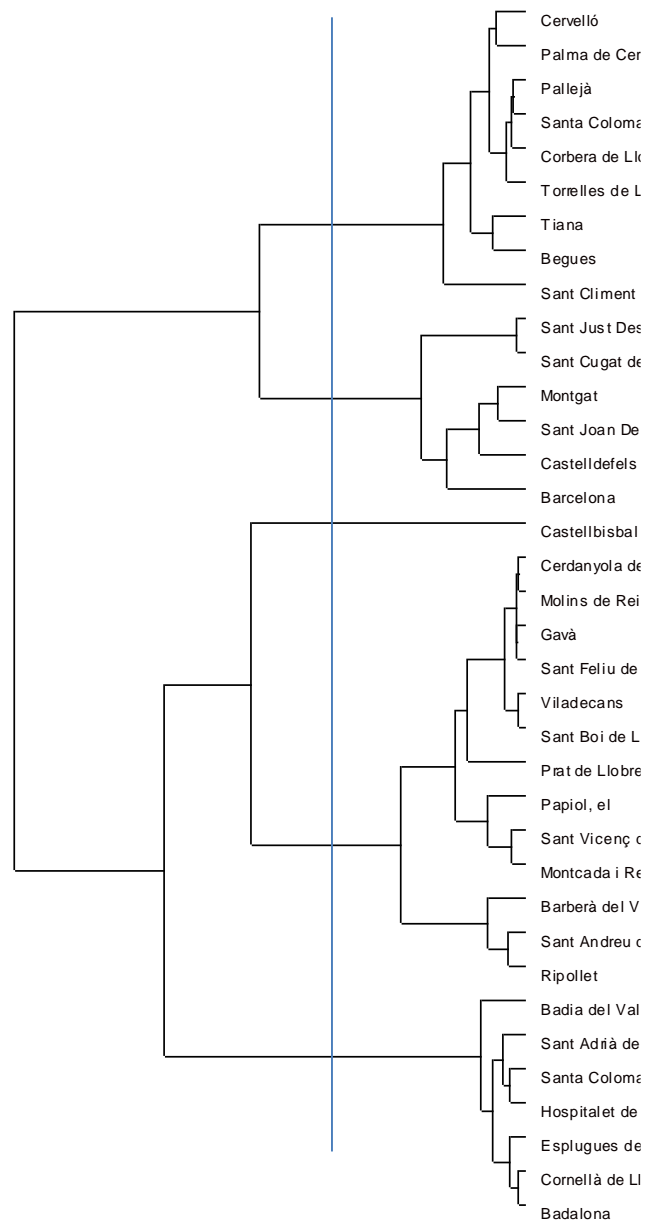 Cervelló
Palma de Cer
Pallejà
Santa Coloma
Corbera de Llo
Torrelles de L
Tiana
Begues
Sant Climent
Sant Just Des
Sant Cugat de
Montgat
Sant Joan De
Castelldefels
Barcelona
Castellbisbal
Cerdanyola de
Molins de Rei
Gavà
Sant Feliu de
Viladecans
Sant Boi de L
Prat de Llobre
Papiol, el
Sant Vicenç d
Montcada i Re
Barberà del V
Sant Andreu d
Ripollet
Badia del Val
Sant Adrià de
Santa Coloma
Hospitalet de
Esplugues de
Cornellà de Ll
Badalona